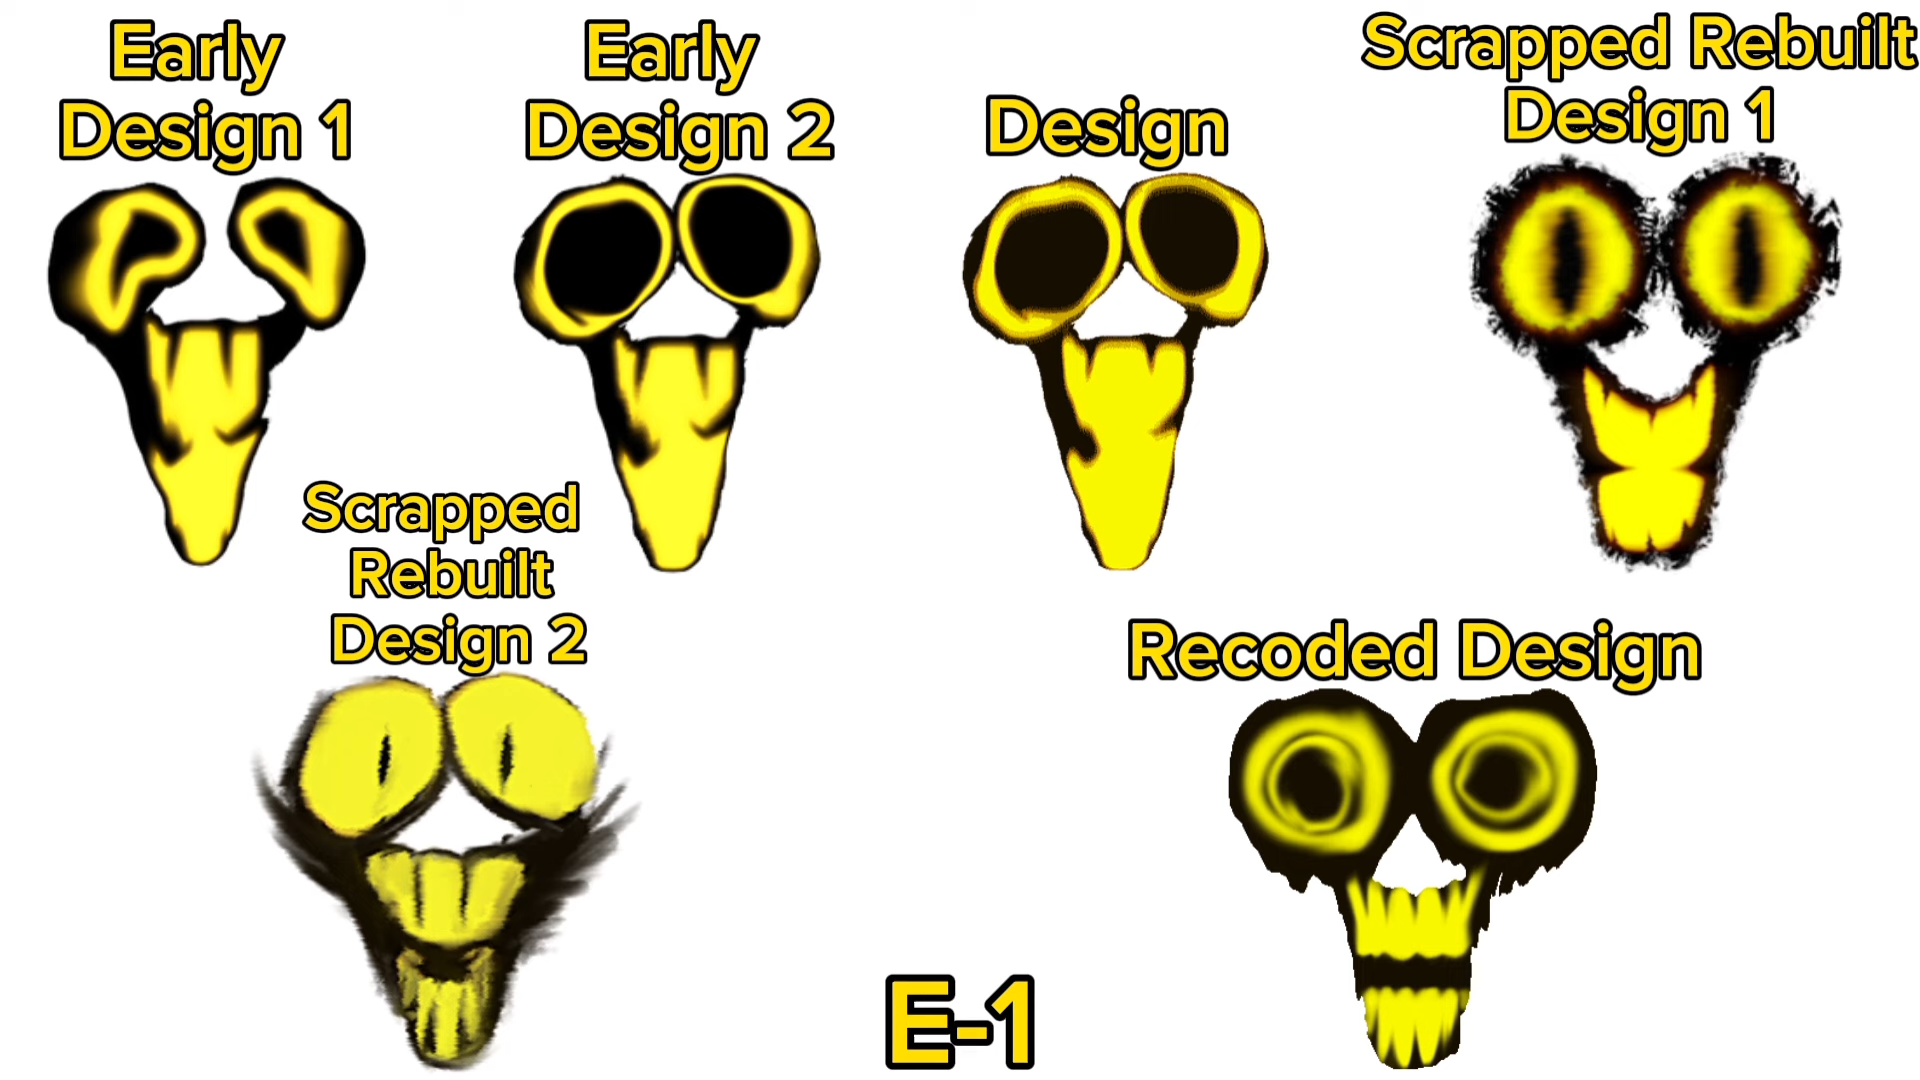 Early
Design 1
Early
Design 2
Design
Scrapped Rebuilt
Design 1
Scrapped
Rebuilt
Design 2
Recoded Design
E-1